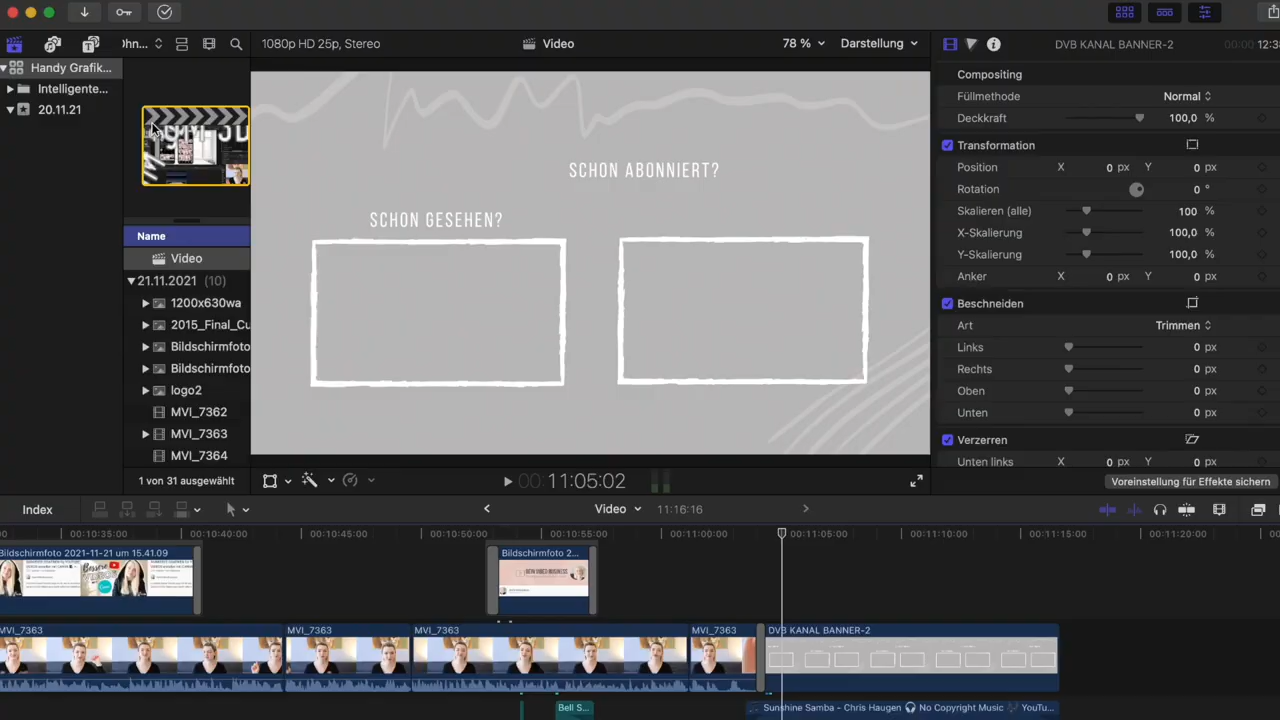 Ohn...
1080p HD 25p, Stereo
Video
78 %
Darstellung
DVB KANAL BANNER-2
Handy Grafik...
Intelligente...
20.11.21
Name
Video
21.11.2021 (10)
1200x630wa
2015_Final_Cu
Bildschirmfoto
Bildschirmfoto
logo2
MVI_7362
MVI_7363
MVI_7364
1 von 31 ausgewählt
SCHON ABONNIERT?
SCHON GESEHEN?
00:00:11:05:02
Compositing
Füllmethode Normal
Deckkraft 100,0 %
Transformation
Position X 0 px Y 0 px
Rotation 0 °
Skalieren (alle) 100 %
X-Skalierung 100,0 %
Y-Skalierung 100,0 %
Anker X 0 px Y 0 px
Beschneiden
Art Trimmen
Links 0 px
Rechts 0 px
Oben 0 px
Unten 0 px
Verzerren
Unten links X 0 px Y 0 px
Voreinstellung für Effekte sichern
Index
Video
11:16:16
00:10:35:00
00:10:40:00
00:10:45:00
00:10:50:00
00:10:55:00
00:11:00:00
00:11:05:00
00:11:10:00
00:11:15:00
00:11:20:00
Bildschirmfoto 2021-11-21 um 15.41.09
Bildschirmfoto 2...
MVI_7363
MVI_7363
MVI_7363
MVI_7363
DVB KANAL BANNER-2
Bell S...
Sunshine Samba - Chris Haugen 🎧 No Copyright Music 🎶 YouTu...